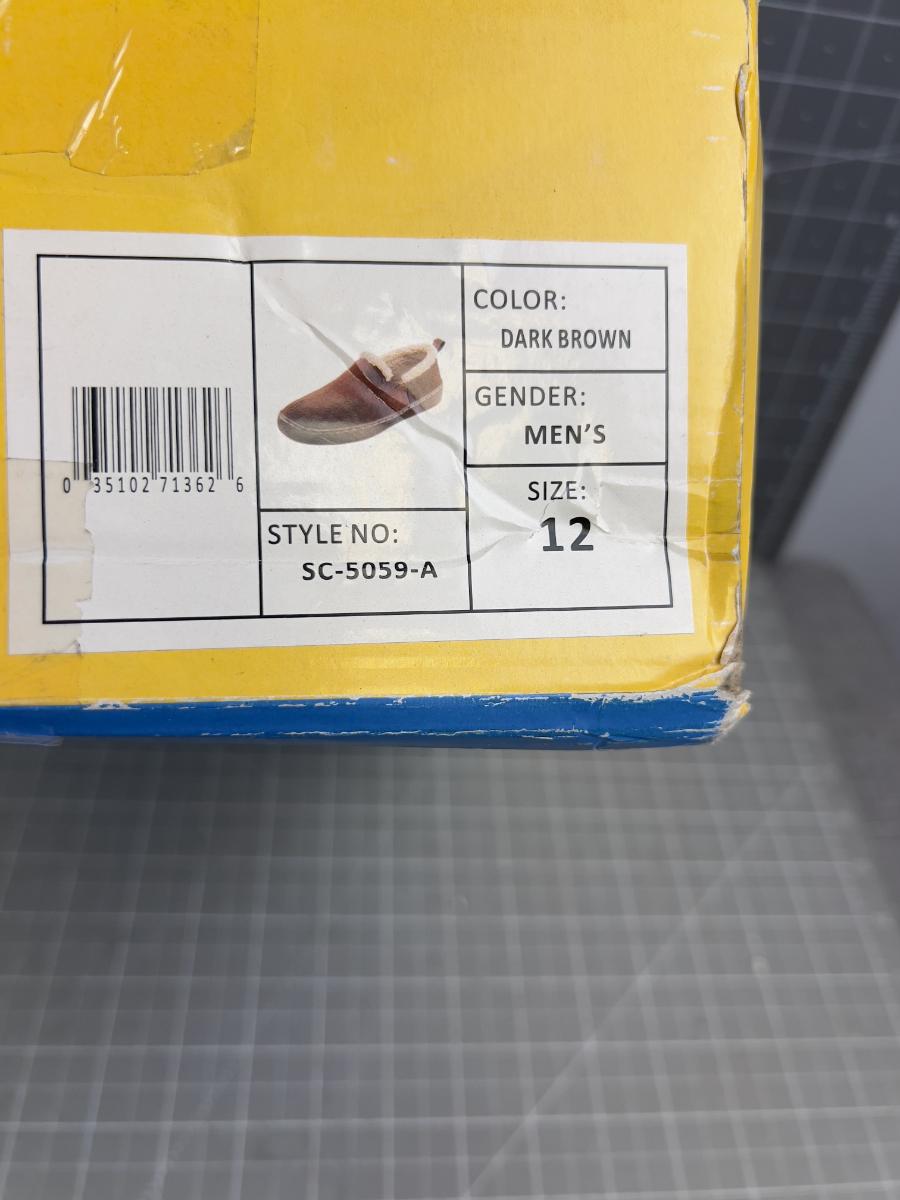 0 35102 71362 6
STYLE NO:
SC-5059-A
COLOR:
DARK BROWN
GENDER:
MEN'S
SIZE:
12